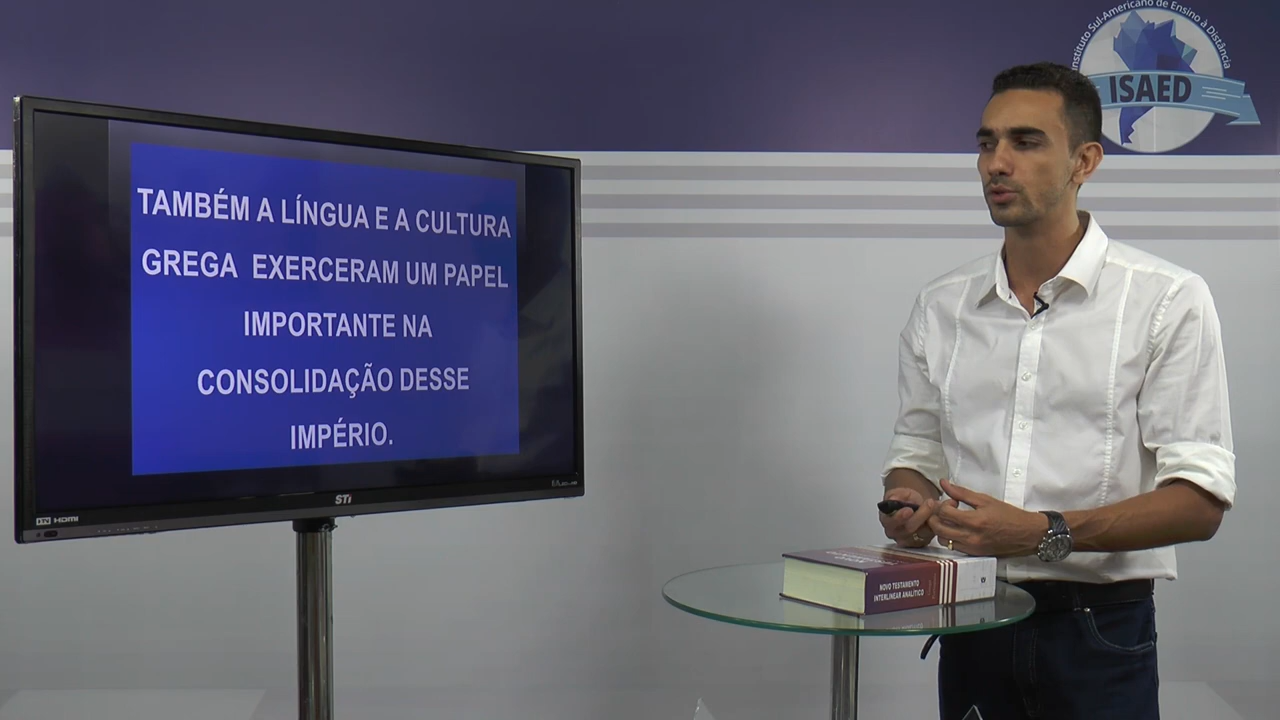 Instituto Sul-Americano de Ensino à Distância
ISAED
TAMBÉM A LÍNGUA E A CULTURA
GREGA EXERCERAM UM PAPEL
IMPORTANTE NA
CONSOLIDAÇÃO DESSE
IMPÉRIO.
STi
HDMI
NOVO TESTAMENTO
INTERLINEAR ANALÍTICO